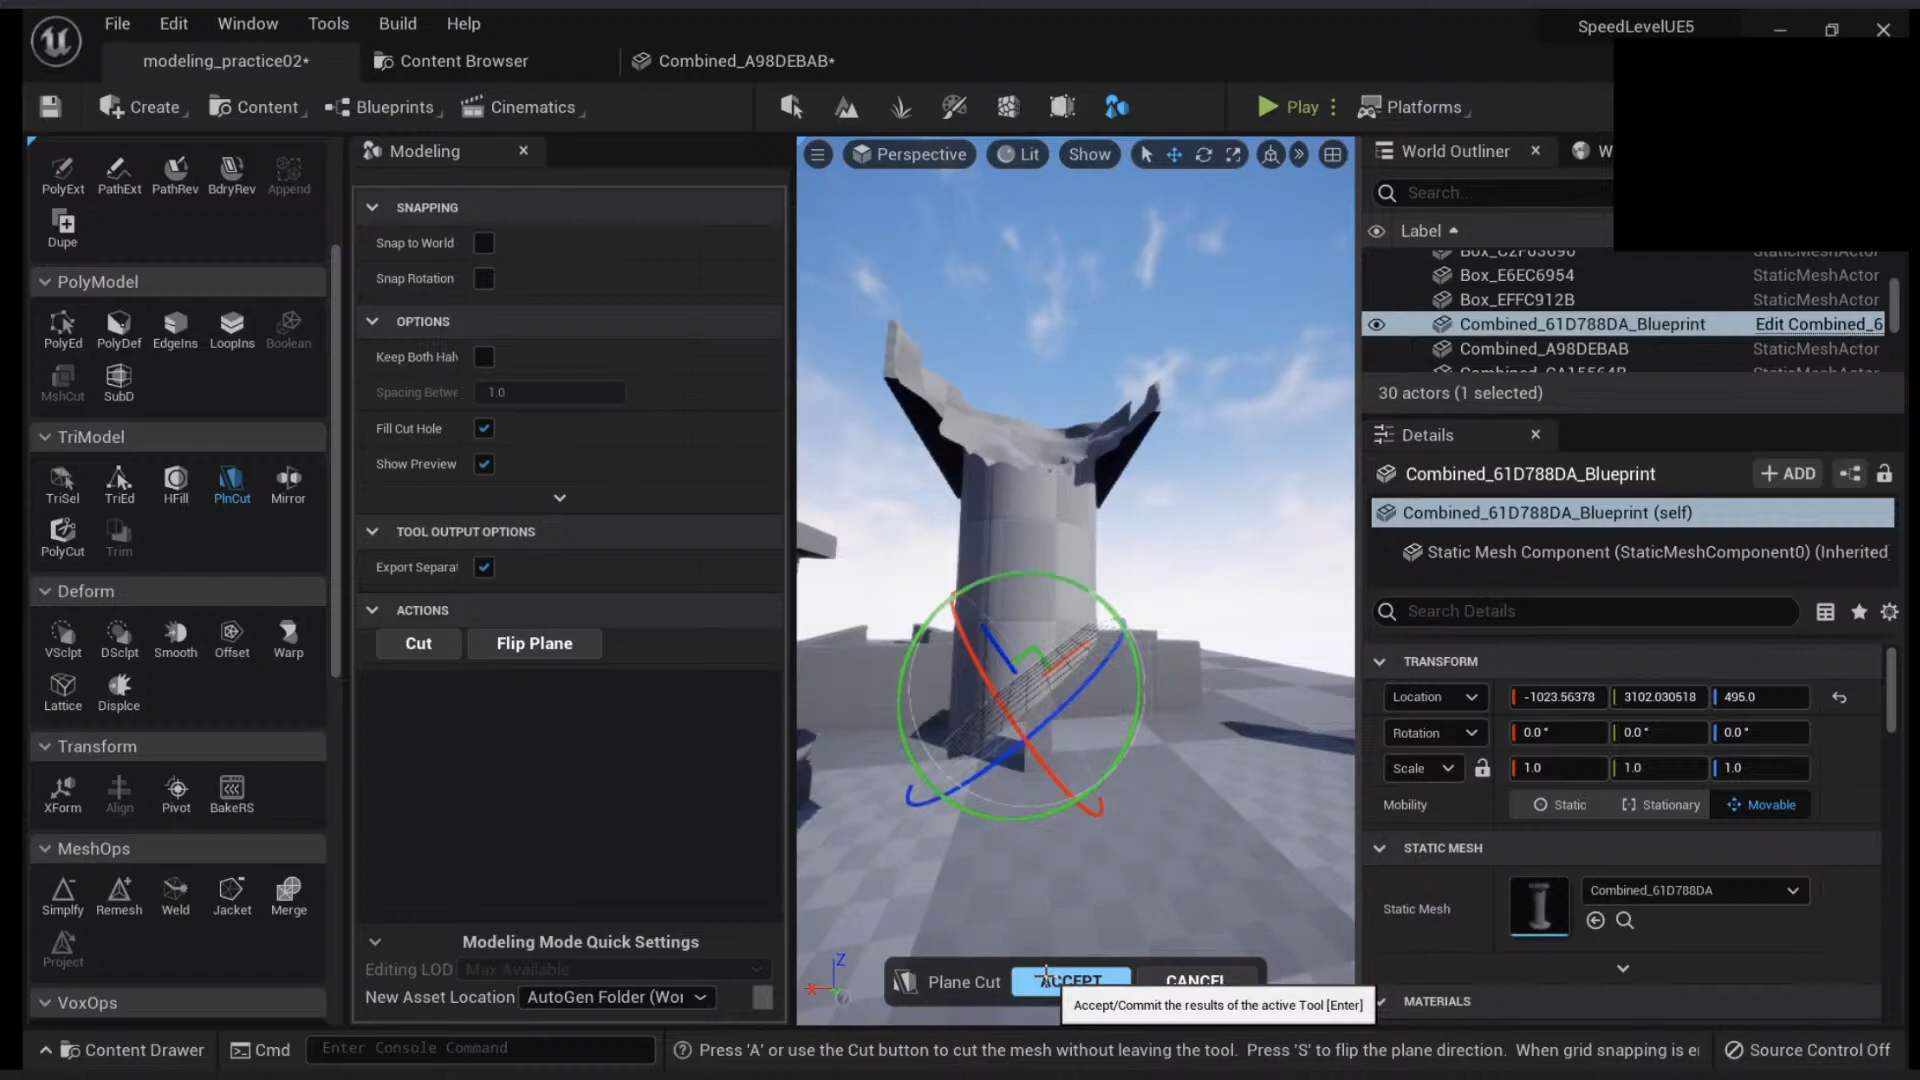 File Edit Window Tools Build Help
SpeedLevelUE5
modeling_practice02*
Content Browser
Combined_A98DEBAB*
Create
Content
Blueprints
Cinematics
Play
Platforms
PolyExt PathExt PathRev BdryRev Append
Dupe
PolyModel
PolyEd PolyDef EdgeIns LoopIns Boolean
MshCut SubD
TriModel
TriSel TriEd HFill PlnCut Mirror
PolyCut Trim
Deform
VSclpt DSclpt Smooth Offset Warp
Lattice Displce
Transform
XForm Align Pivot BakeRS
MeshOps
Simplfy Remesh Weld Jacket Merge
Project
VoxOps
Modeling
SNAPPING
Snap to World
Snap Rotation
OPTIONS
Keep Both Halv
Spacing Betwe 1.0
Fill Cut Hole
Show Preview
TOOL OUTPUT OPTIONS
Export Separat
ACTIONS
Cut Flip Plane
Modeling Mode Quick Settings
Editing LOD Max Available
New Asset Location AutoGen Folder (Wor
Perspective Lit Show
Z
X
Plane Cut ACCEPT CANCEL
Accept/Commit the results of the active Tool [Enter]
World Outliner
W
Search...
Label
Box_E6EC6954 StaticMeshActor
Box_EFFC912B StaticMeshActor
Combined_61D788DA_Blueprint Edit Combined_6
Combined_A98DEBAB StaticMeshActor
30 actors (1 selected)
Details
Combined_61D788DA_Blueprint + ADD
Combined_61D788DA_Blueprint (self)
Static Mesh Component (StaticMeshComponent0) (Inherited
Search Details
TRANSFORM
Location -1023.56378 3102.030518 495.0
Rotation 0.0° 0.0° 0.0°
Scale 1.0 1.0 1.0
Mobility Static Stationary Movable
STATIC MESH
Static Mesh Combined_61D788DA
MATERIALS
Content Drawer Cmd Enter Console Command
Press 'A' or use the Cut button to cut the mesh without leaving the tool. Press 'S' to flip the plane direction. When grid snapping is e
Source Control Off